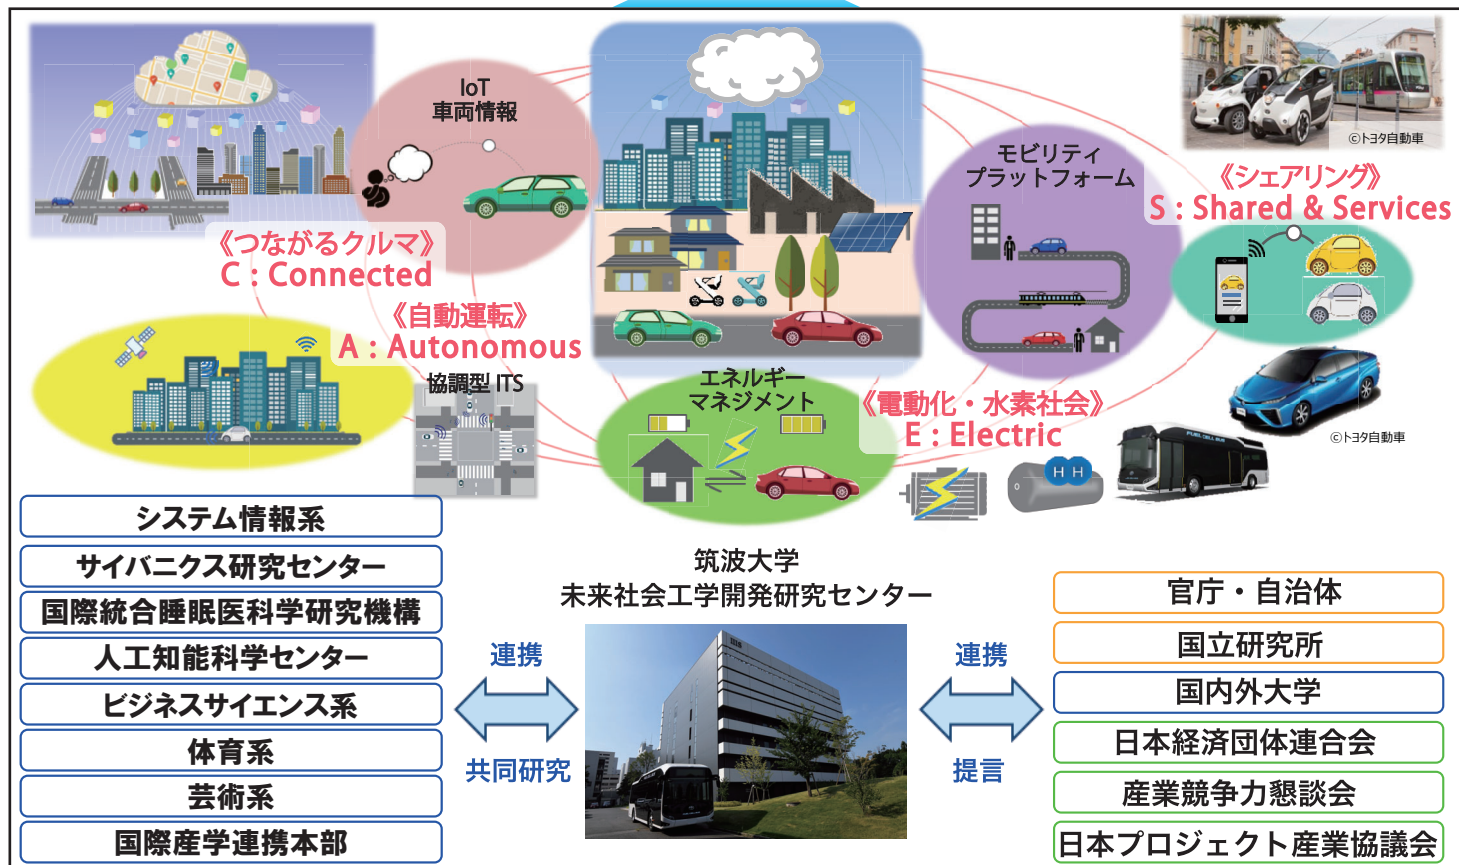 IoT
車両情報
©トヨタ自動車
モビリティ
プラットフォーム
《シェアリング》
S : Shared & Services
《つながるクルマ》
C : Connected
《自動運転》
A : Autonomous
協調型 ITS
エネルギー
マネジメント
《電動化・水素社会》
E : Electric
©トヨタ自動車
FUEL CELL BUS
H H
システム情報系
サイバニクス研究センター
国際統合睡眠医科学研究機構
人工知能科学センター
ビジネスサイエンス系
体育系
芸術系
国際産学連携本部
連携
共同研究
筑波大学
未来社会工学開発研究センター
連携
提言
官庁・自治体
国立研究所
国内外大学
日本経済団体連合会
産業競争力懇談会
日本プロジェクト産業協議会